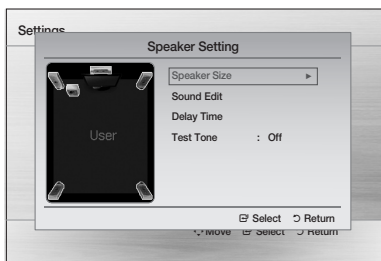 Settings
Speaker Setting
Speaker Size ►
Sound Edit
Delay Time
User
Test Tone : Off
Select Return
Move Select Return